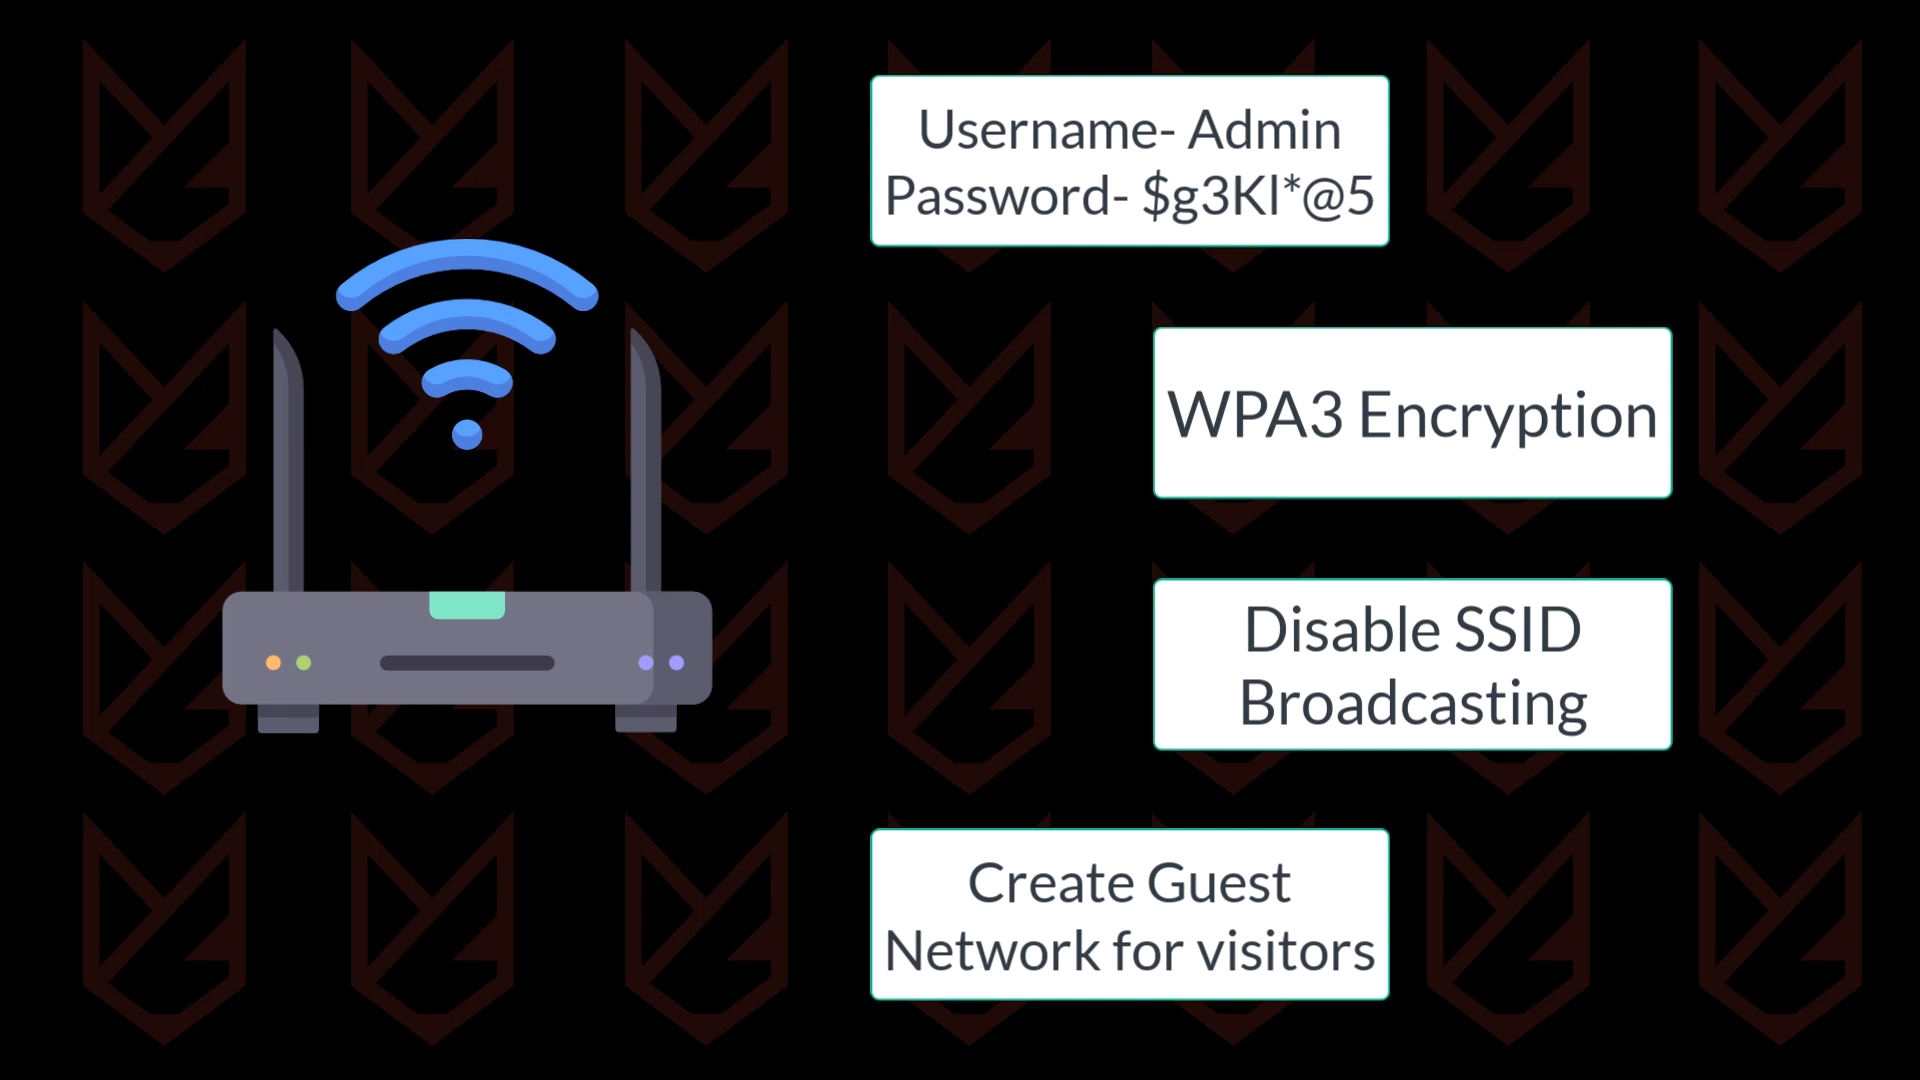 Username- Admin
Password- $g3Kl*@5
WPA3 Encryption
Disable SSID
Broadcasting
Create Guest
Network for visitors